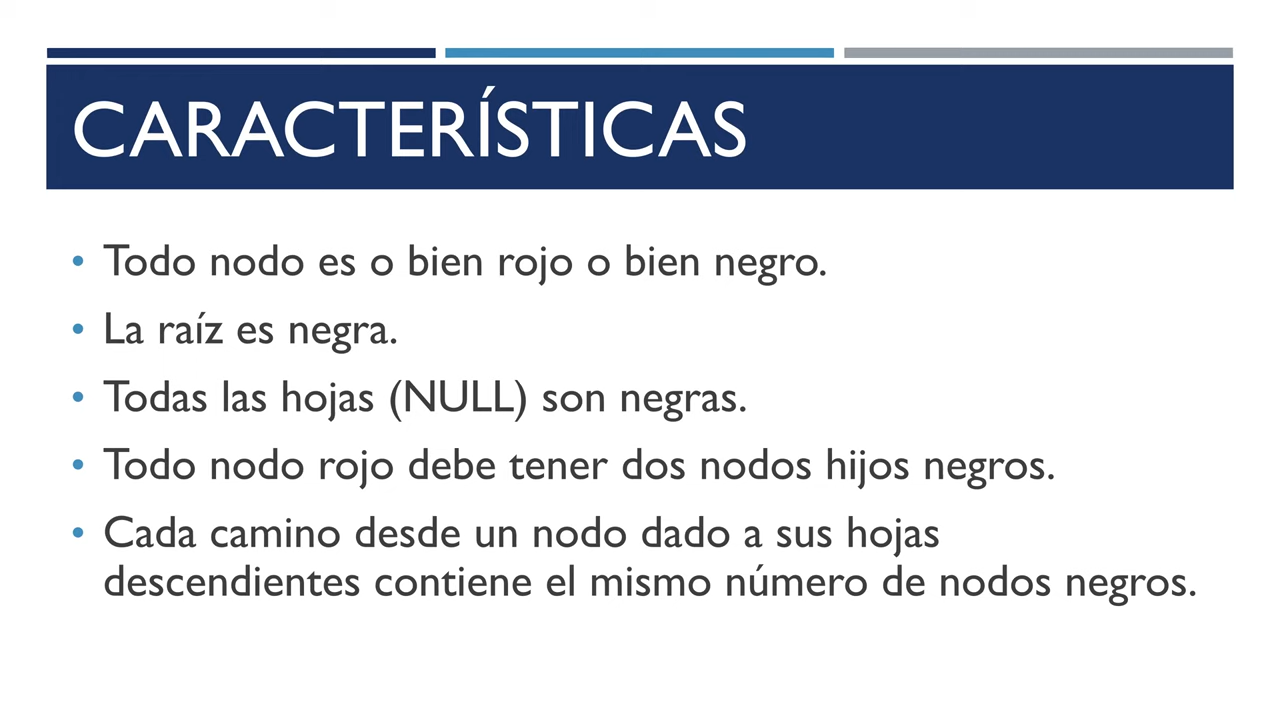 CARACTERÍSTICAS
• Todo nodo es o bien rojo o bien negro.
• La raíz es negra.
• Todas las hojas (NULL) son negras.
• Todo nodo rojo debe tener dos nodos hijos negros.
• Cada camino desde un nodo dado a sus hojas
descendientes contiene el mismo número de nodos negros.